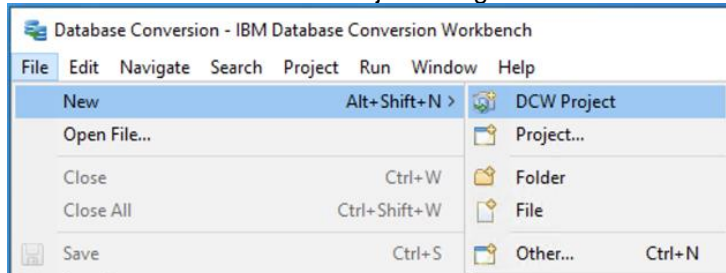 Database Conversion - IBM Database Conversion Workbench
File Edit Navigate Search Project Run Window Help
New Alt+Shift+N > DCW Project
Open File... Project...
Close Ctrl+W Folder
Close All Ctrl+Shift+W File
Save Ctrl+S Other... Ctrl+N